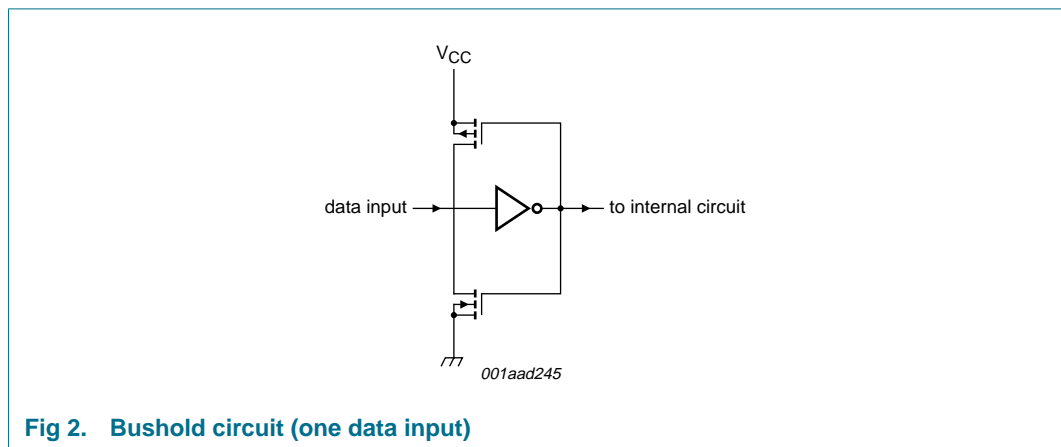 VCC
data input
to internal circuit
001aad245
Fig 2. Bushold circuit (one data input)